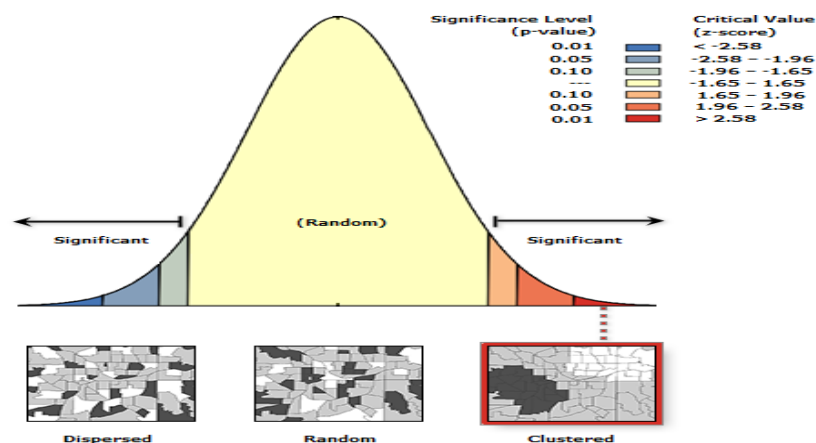 Significance Level Critical Value
(p-value) (z-score)
0.01 < -2.58
0.05 -2.58 – -1.96
0.10 -1.96 – -1.65
--- -1.65 – 1.65
0.10 1.65 – 1.96
0.05 1.96 – 2.58
0.01 > 2.58
(Random)
Significant Significant
Dispersed Random Clustered